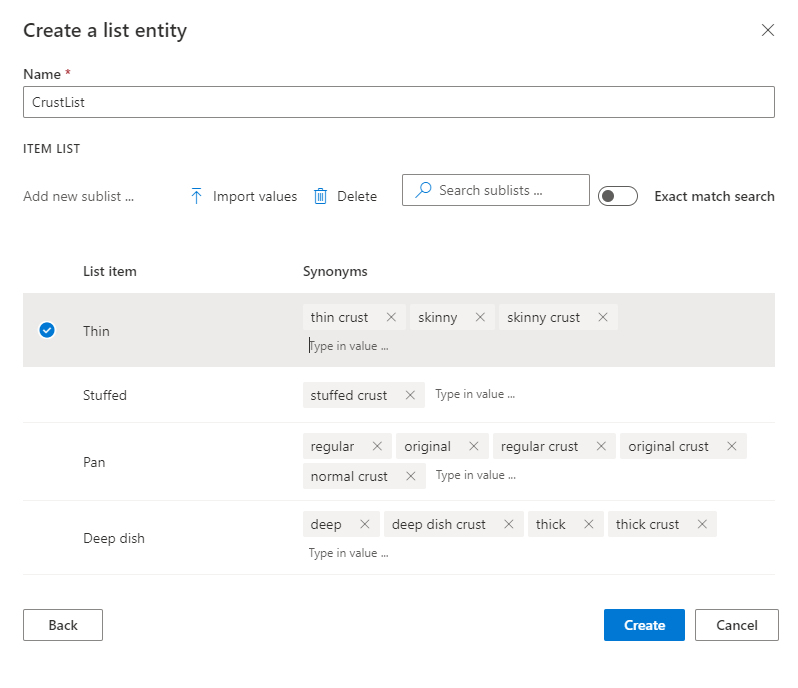 Create a list entity
Name *
CrustList
ITEM LIST
Add new sublist ... Import values Delete Search sublists ... Exact match search
List item Synonyms
Thin thin crust skinny skinny crust
Type in value ...
Stuffed stuffed crust Type in value ...
Pan regular original regular crust original crust
normal crust Type in value ...
Deep dish deep deep dish crust thick thick crust
Type in value ...
Back Create Cancel